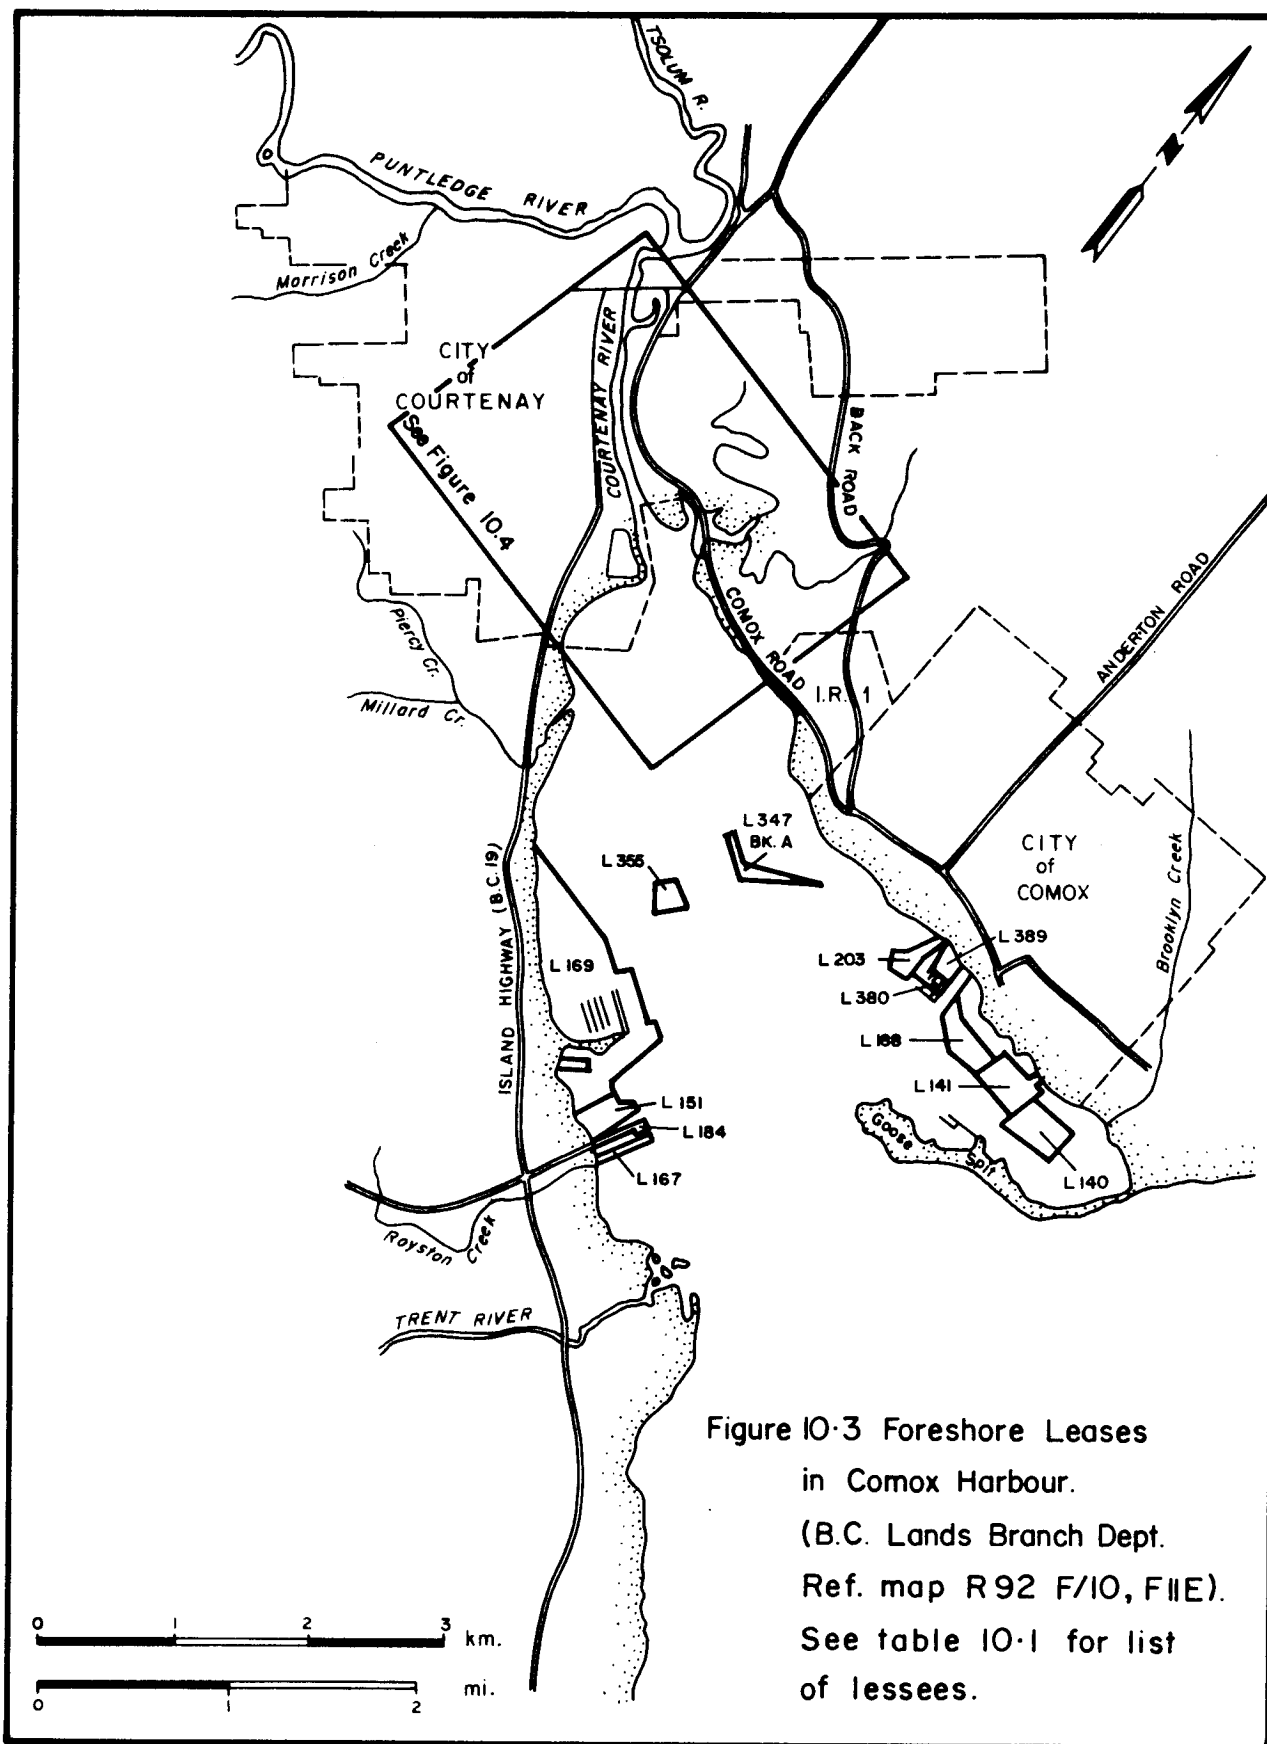 TSOLUM R.
N
PUNTLEDGE RIVER
Morrison Creek
CITY
of
COURTENAY
COURTENAY RIVER
See Figure 10.4
BACK ROAD
Piercy Cr.
Millard Cr.
COMOX ROAD
I.R. 1
ANDERTON ROAD
L 347
BK. A
L 355
CITY
of
COMOX
Brooklyn Creek
ISLAND HIGHWAY (B.C. 19)
L 169
L 389
L 203
L 380
L 188
L 141
L 151
L 184
L 167
Goose Spit
L 140
Royston Creek
TRENT RIVER
Figure 10·3 Foreshore Leases
in Comox Harbour.
(B.C. Lands Branch Dept.
Ref. map R 92 F/10, F11E).
See table 10·1 for list
of lessees.
0 1 2 3 km.
0 1 2 mi.